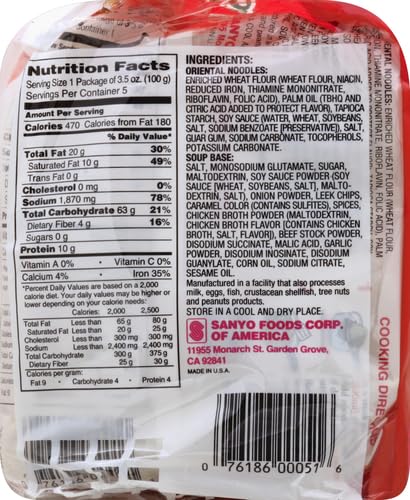 Nutrition Facts
Serving Size 1 Package of 3.5 oz. (100 g)
Servings Per Container 5
Amount Per Serving
Calories 470 Calories from Fat 180
% Daily Value*
Total Fat 20 g 30%
Saturated Fat 10 g 49%
Trans Fat 0 g
Cholesterol 0 mg 0%
Sodium 1,870 mg 78%
Total Carbohydrate 63 g 21%
Dietary Fiber 4 g 16%
Sugars 0 g
Protein 10 g
Vitamin A 0% • Vitamin C 0%
Calcium 4% • Iron 35%
*Percent Daily Values are based on a 2,000
calorie diet. Your daily values may be higher or
lower depending on your calorie needs:
Calories: 2,000 2,500
Total Fat Less than 65 g 80 g
Saturated Fat Less than 20 g 25 g
Cholesterol Less than 300 mg 300 mg
Sodium Less than 2,400 mg 2,400 mg
Total Carbohydrate 300 g 375 g
Dietary Fiber 25 g 30 g
Calories per gram:
Fat 9 • Carbohydrate 4 • Protein 4
INGREDIENTS:
ORIENTAL NOODLES:
ENRICHED WHEAT FLOUR (WHEAT FLOUR, NIACIN,
REDUCED IRON, THIAMINE MONONITRATE,
RIBOFLAVIN, FOLIC ACID), PALM OIL (TBHQ AND
CITRIC ACID ADDED TO PROTECT FLAVOR), TAPIOCA
STARCH, SOY SAUCE (WATER, WHEAT, SOYBEANS,
SALT, SODIUM BENZOATE [PRESERVATIVE]), SALT,
GUAR GUM, SODIUM CARBONATE, TOCOPHEROLS,
POTASSIUM CARBONATE.
SOUP BASE:
SALT, MONOSODIUM GLUTAMATE, SUGAR,
MALTODEXTRIN, SOY SAUCE POWDER (SOY
SAUCE [WHEAT, SOYBEANS, SALT], MALTO-
DEXTRIN, SALT), ONION POWDER, LEEK CHIPS,
CARAMEL COLOR (CONTAINS SULFITES), SPICES,
CHICKEN BROTH POWDER (MALTODEXTRIN,
CHICKEN BROTH FLAVOR [CONTAINS CHICKEN
BROTH, SALT, FLAVOR]), BEEF STOCK POWDER,
DISODIUM SUCCINATE, MALIC ACID, GARLIC
POWDER, DISODIUM INOSINATE, DISODIUM
GUANYLATE, CORN OIL, SODIUM CITRATE,
SESAME OIL.
Manufactured in a facility that also processes
milk, eggs, fish, crustacean shellfish, tree nuts
and peanuts products.
STORE IN A COOL AND DRY PLACE.
SANYO FOODS CORP.
OF AMERICA
11955 Monarch St. Garden Grove,
CA 92841
MADE IN U.S.A.
0 76186 00051 6
ORIENTAL NOODLES:
ENRICHED WHEAT FLOUR (WHEAT FLOUR
COOKING DIRE